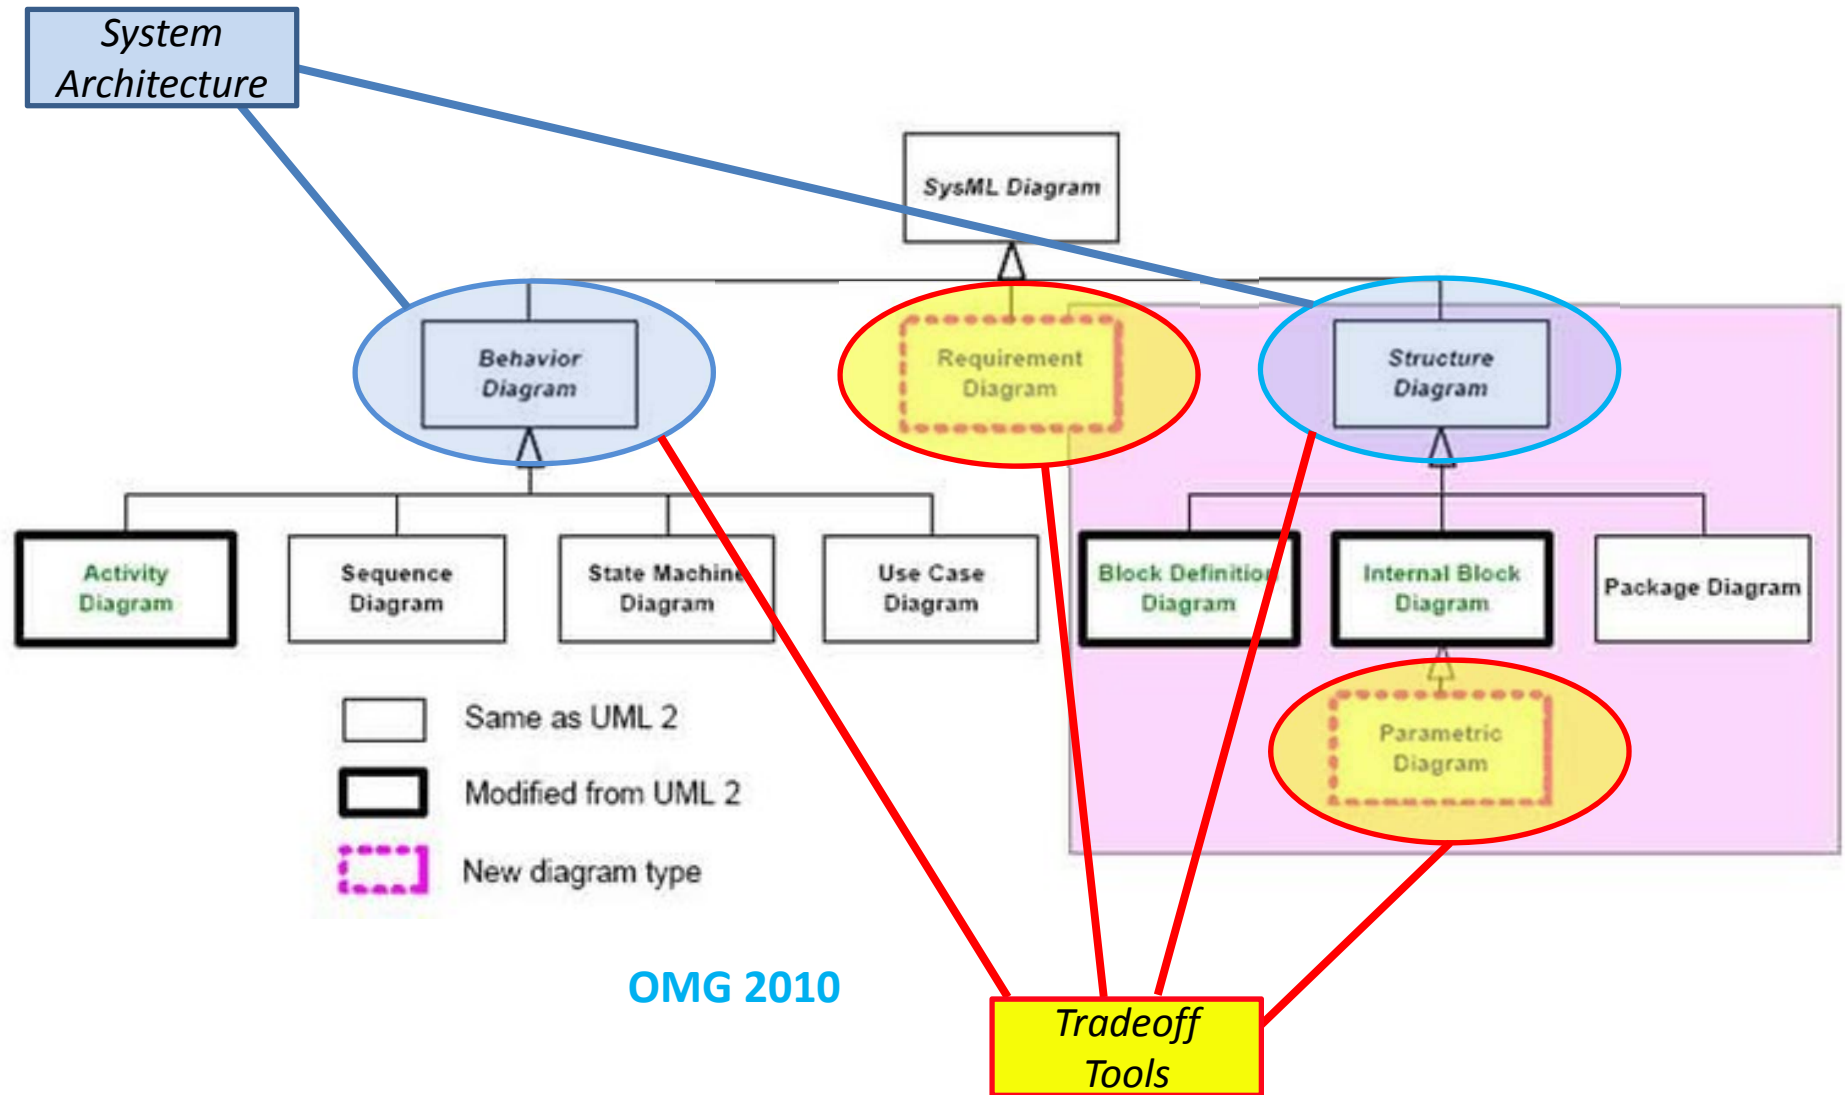 System
Architecture
SysML Diagram
Behavior
Diagram
Requirement
Diagram
Structure
Diagram
Activity
Diagram
Sequence
Diagram
State Machine
Diagram
Use Case
Diagram
Block Definition
Diagram
Internal Block
Diagram
Package Diagram
Parametric
Diagram
Same as UML 2
Modified from UML 2
New diagram type
OMG 2010
Tradeoff
Tools